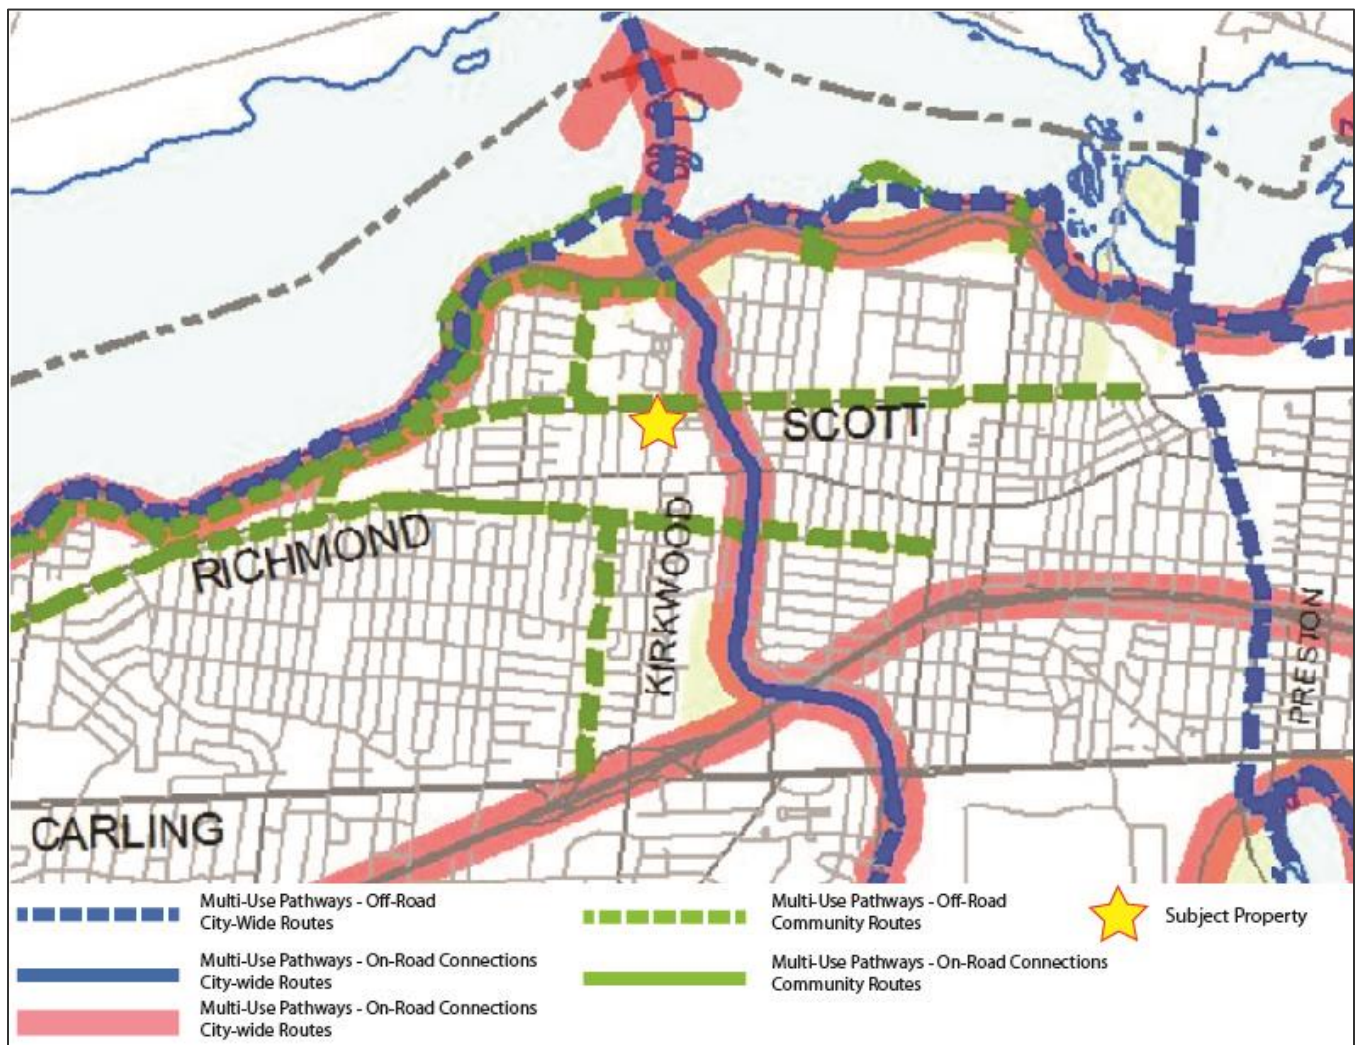 SCOTT
RICHMOND
KIRKWOOD
PRESTON
CARLING
Multi-Use Pathways - Off-Road
City-Wide Routes
Multi-Use Pathways - On-Road Connections
City-wide Routes
Multi-Use Pathways - On-Road Connections
City-wide Routes
Multi-Use Pathways - Off-Road
Community Routes
Multi-Use Pathways - On-Road Connections
Community Routes
Subject Property